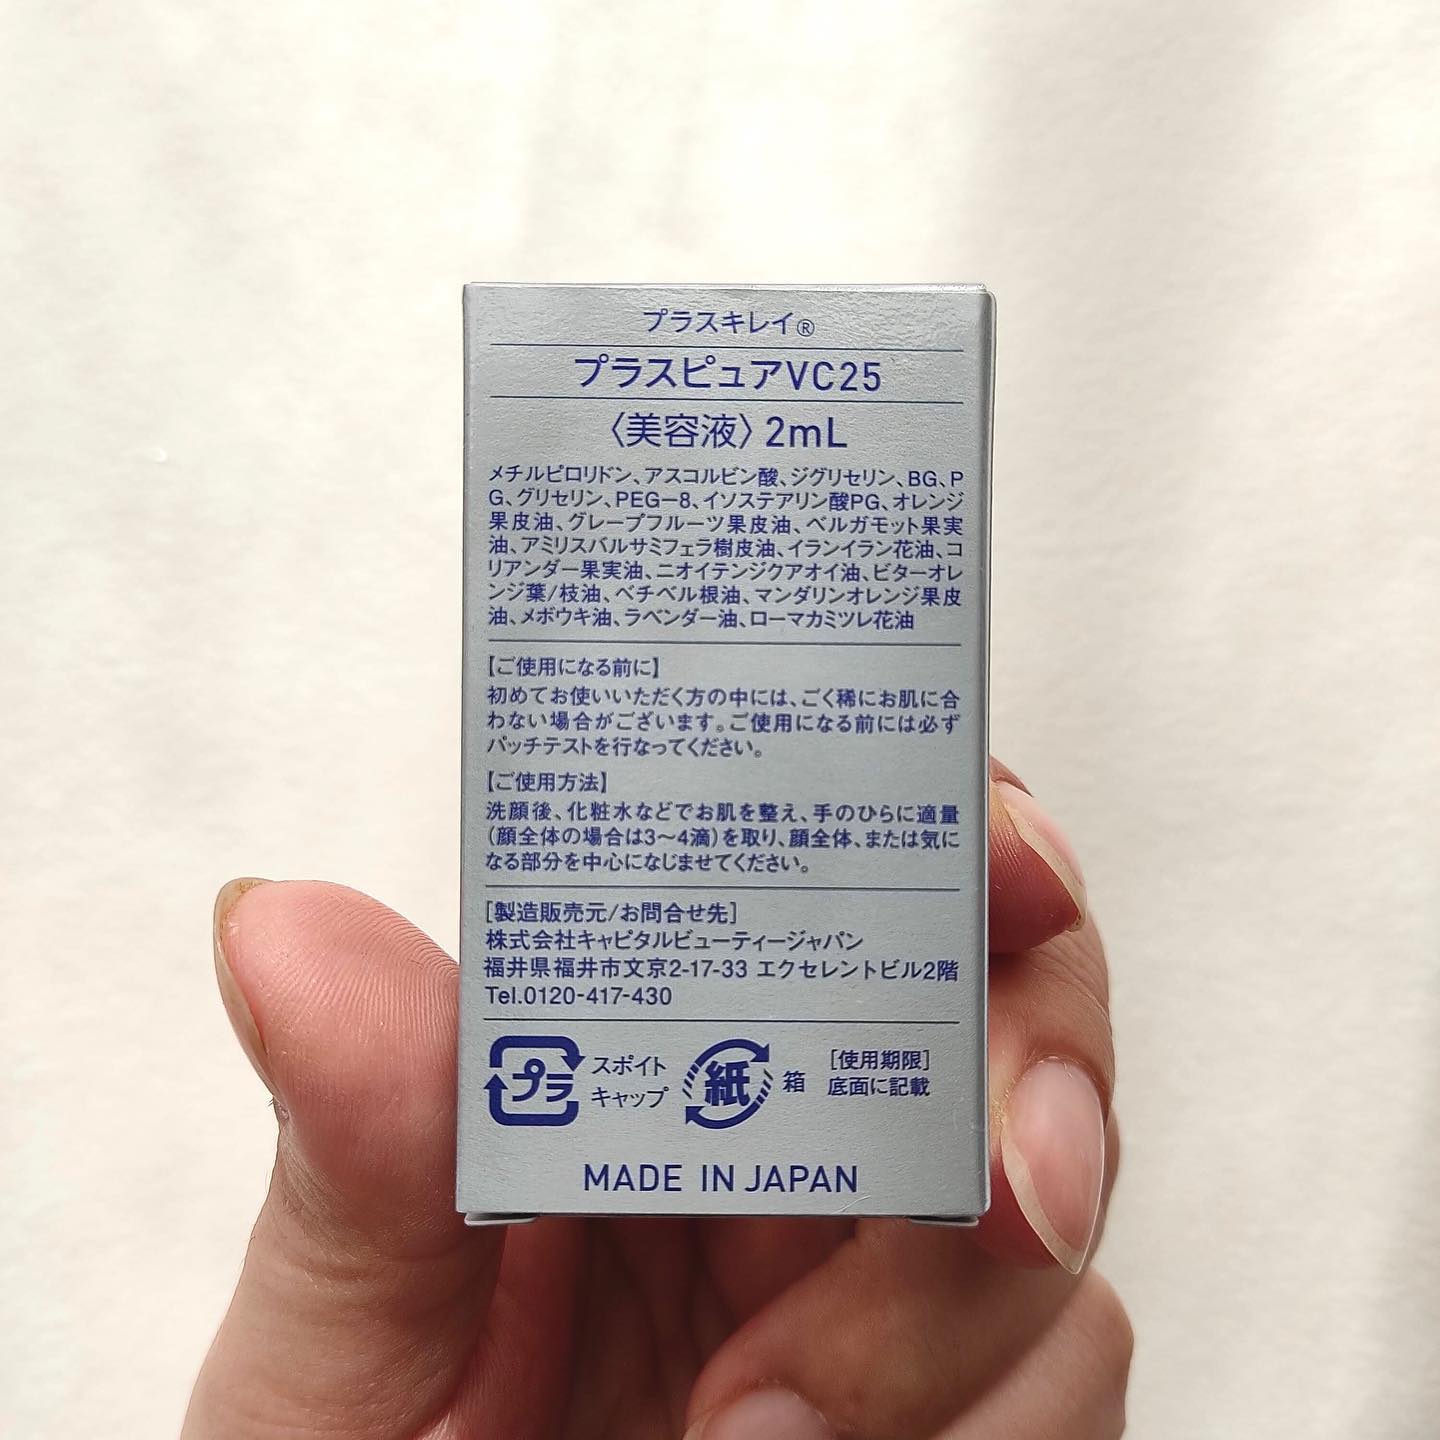 プラスキレイ®
プラスピュアVC25
〈美容液〉2mL
メチルピロリドン、アスコルビン酸、ジグリセリン、BG、P
G、グリセリン、PEG-8、イソステアリン酸PG、オレンジ
果皮油、グレープフルーツ果皮油、ベルガモット果実
油、アミリスバルサミフェラ樹皮油、イランイラン花油、コ
リアンダー果実油、ニオイテンジクアオイ油、ビターオレ
ンジ葉/枝油、ベチベル根油、マンダリンオレンジ果皮
油、メボウキ油、ラベンダー油、ローマカミツレ花油
【ご使用になる前に】
初めてお使いいただく方の中には、ごく稀にお肌に合
わない場合がございます。ご使用になる前には必ず
パッチテストを行なってください。
【ご使用方法】
洗顔後、化粧水などでお肌を整え、手のひらに適量
(顔全体の場合は3〜4滴)を取り、顔全体、または気に
なる部分を中心になじませてください。
[製造販売元/お問合せ先]
株式会社キャピタルビューティージャパン
福井県福井市文京2-17-33 エクセレントビル2階
Tel.0120-417-430
プラ スポイト キャップ
紙 箱
[使用期限]
底面に記載
MADE IN JAPAN